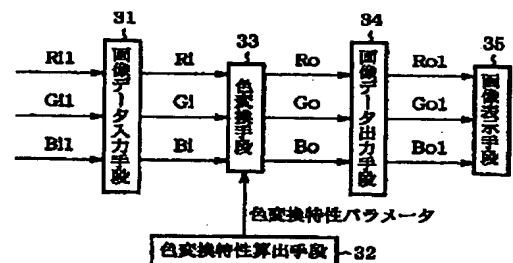 31
33
34
35
Ri1
Ri
Ro
Ro1
Gi1
Gi
Go
Go1
Bi1
Bi
Bo
Bo1
画像データ入力手段
色変換手段
画像データ出力手段
画像表示手段
色変換特性パラメータ
色変換特性算出手段
32